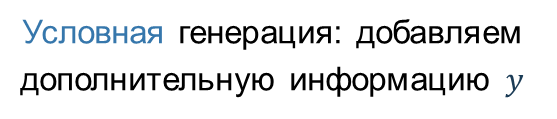 Условная генерация: добавляем
дополнительную информацию y